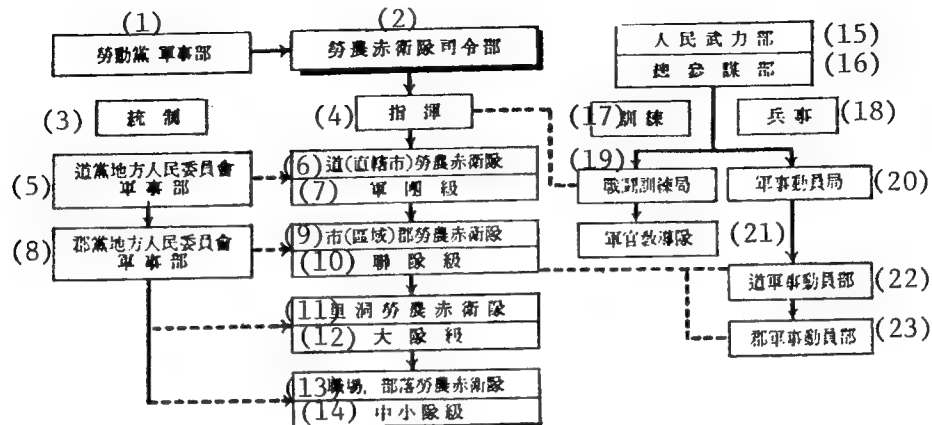 (1)
勞動黨 軍事部
(2)
勞農赤衛隊司令部
人民武力部 (15)
總參謀部 (16)
(3) 統制
(4) 指揮
(17)訓練
兵事 (18)
(5) 道黨地方人民委員會
軍事部
(6)道(直轄市)勞農赤衛隊
(7) 軍團級
(19)
戰鬪訓練局
軍事動員局 (20)
(8) 郡黨地方人民委員會
軍事部
(9)市(區域)郡勞農赤衛隊
(10) 聯隊級
軍官敎導隊 (21)
(11)里洞勞農赤衛隊
(12) 大隊級
道軍事動員部 (22)
郡軍事動員部 (23)
(13)職場, 部落勞農赤衛隊
(14) 中小隊級